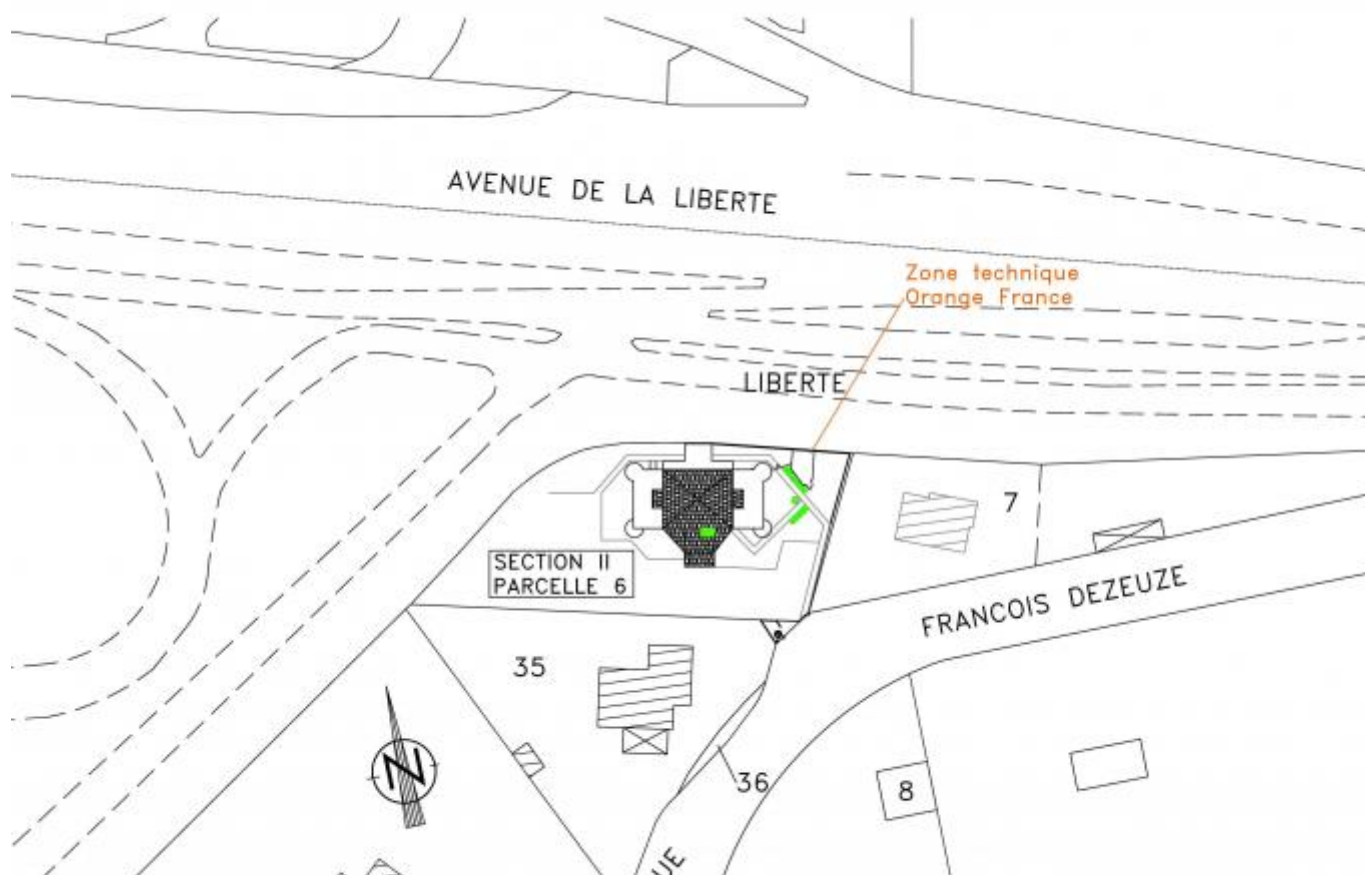 AVENUE DE LA LIBERTE
Zone technique
Orange France
LIBERTE
7
SECTION II
PARCELLE 6
FRANCOIS DEZEUZE
35
N
36
8
UE